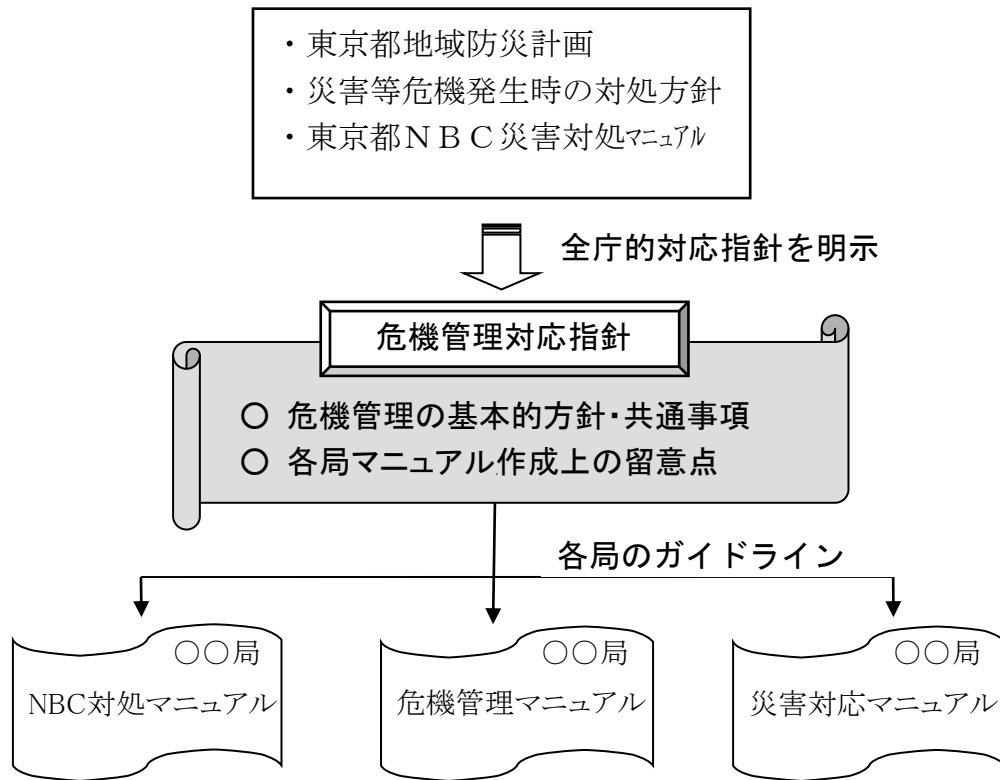 ・東京都地域防災計画
・災害等危機発生時の対処方針
・東京都ＮＢＣ災害対処マニュアル
全庁的対応指針を明示
危機管理対応指針
○ 危機管理の基本的方針・共通事項
○ 各局マニュアル作成上の留意点
各局のガイドライン
○○局
NBC対処マニュアル
○○局
危機管理マニュアル
○○局
災害対応マニュアル